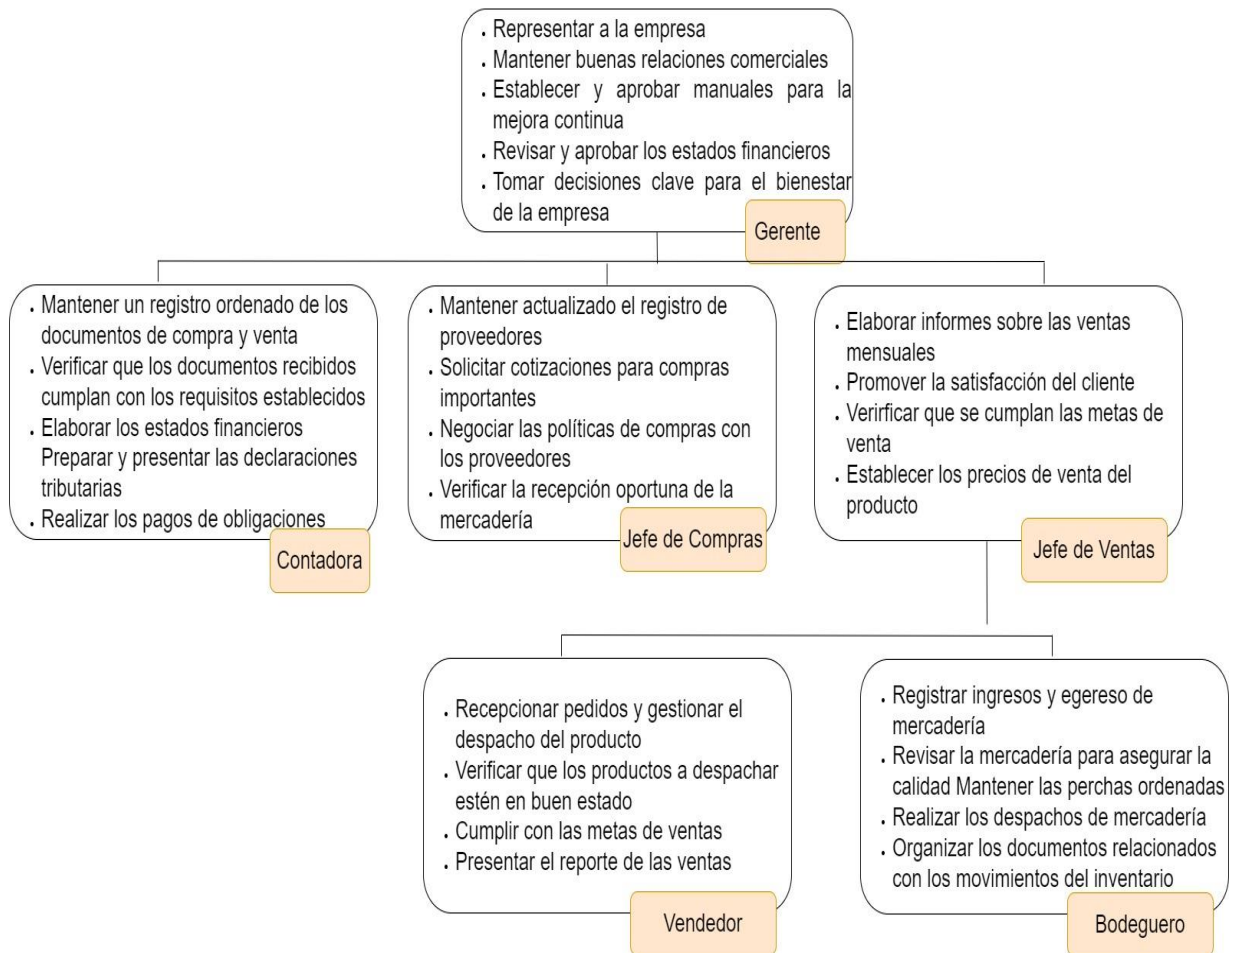 • Representar a la empresa
• Mantener buenas relaciones comerciales
• Establecer y aprobar manuales para la
mejora continua
• Revisar y aprobar los estados financieros
• Tomar decisiones clave para el bienestar
de la empresa
Gerente
• Mantener un registro ordenado de los
documentos de compra y venta
• Verificar que los documentos recibidos
cumplan con los requisitos establecidos
• Elaborar los estados financieros
Preparar y presentar las declaraciones
tributarias
• Realizar los pagos de obligaciones
Contadora
• Mantener actualizado el registro de
proveedores
• Solicitar cotizaciones para compras
importantes
• Negociar las políticas de compras con
los proveedores
• Verificar la recepción oportuna de la
mercadería
Jefe de Compras
• Elaborar informes sobre las ventas
mensuales
• Promover la satisfacción del cliente
• Verirficar que se cumplan las metas de
venta
• Establecer los precios de venta del
producto
Jefe de Ventas
• Recepcionar pedidos y gestionar el
despacho del producto
• Verificar que los productos a despachar
estén en buen estado
• Cumplir con las metas de ventas
• Presentar el reporte de las ventas
Vendedor
• Registrar ingresos y egereso de
mercadería
• Revisar la mercadería para asegurar la
calidad Mantener las perchas ordenadas
• Realizar los despachos de mercadería
• Organizar los documentos relacionados
con los movimientos del inventario
Bodeguero